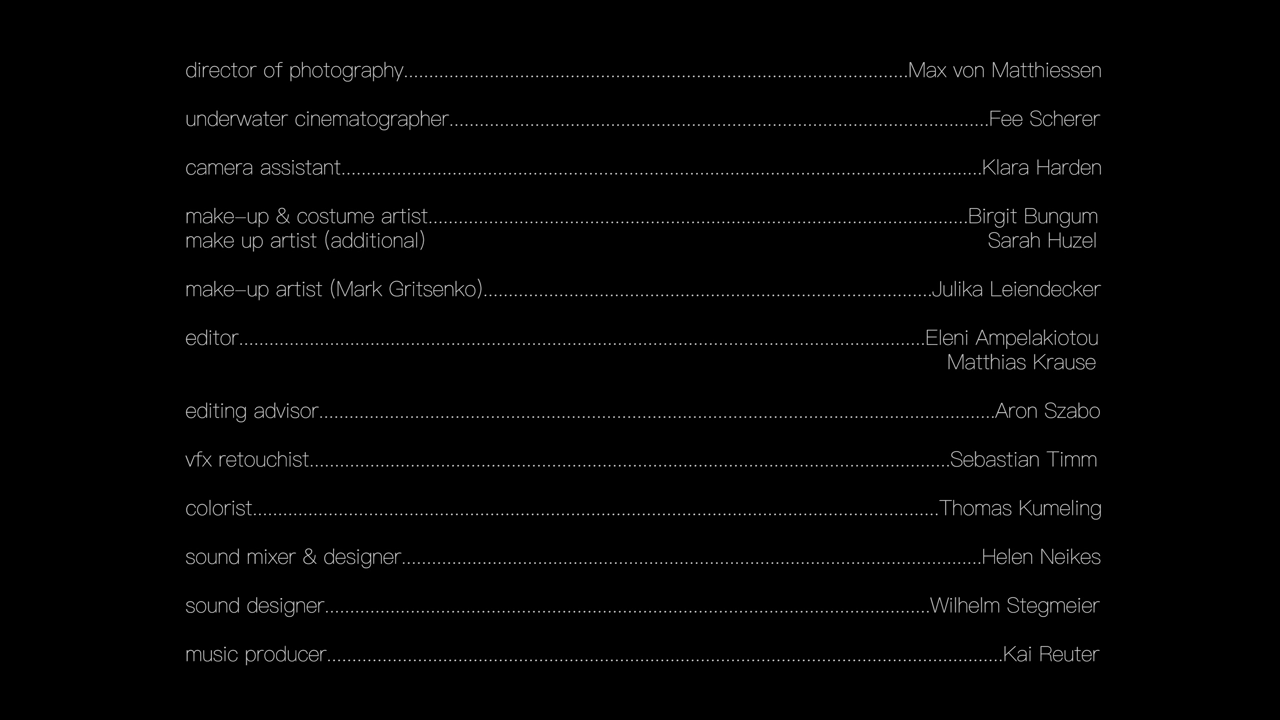 director of photography........................................................................................................Max von Matthiessen
underwater cinematographer...............................................................................................................Fee Scherer
camera assistant....................................................................................................................................Klara Harden
make-up & costume artist...............................................................................................................Birgit Bungum
make up artist (additional) Sarah Huzel
make-up artist (Mark Gritsenko)............................................................................................Julika Leiendecker
editor.............................................................................................................................................Eleni Ampelakiotou
Matthias Krause
editing advisor...........................................................................................................................................Aron Szabo
vfx retouchist...................................................................................................................................Sebastian Timm
colorist.............................................................................................................................................Thomas Kumeling
sound mixer & designer.......................................................................................................................Helen Neikes
sound designer............................................................................................................................Wilhelm Stegmeier
music producer...........................................................................................................................................Kai Reuter